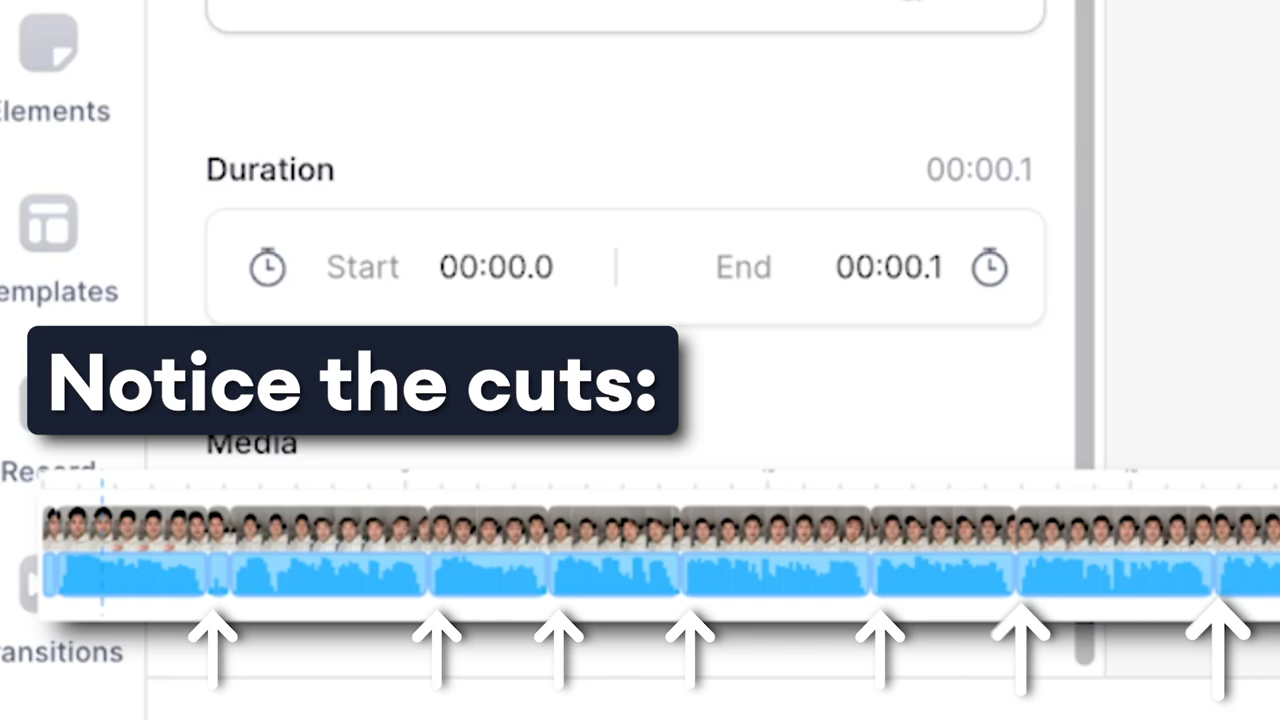 Elements
Duration
00:00.1
Start
00:00.0
End
00:00.1
emplates
Notice the cuts:
Media
Record
ansitions